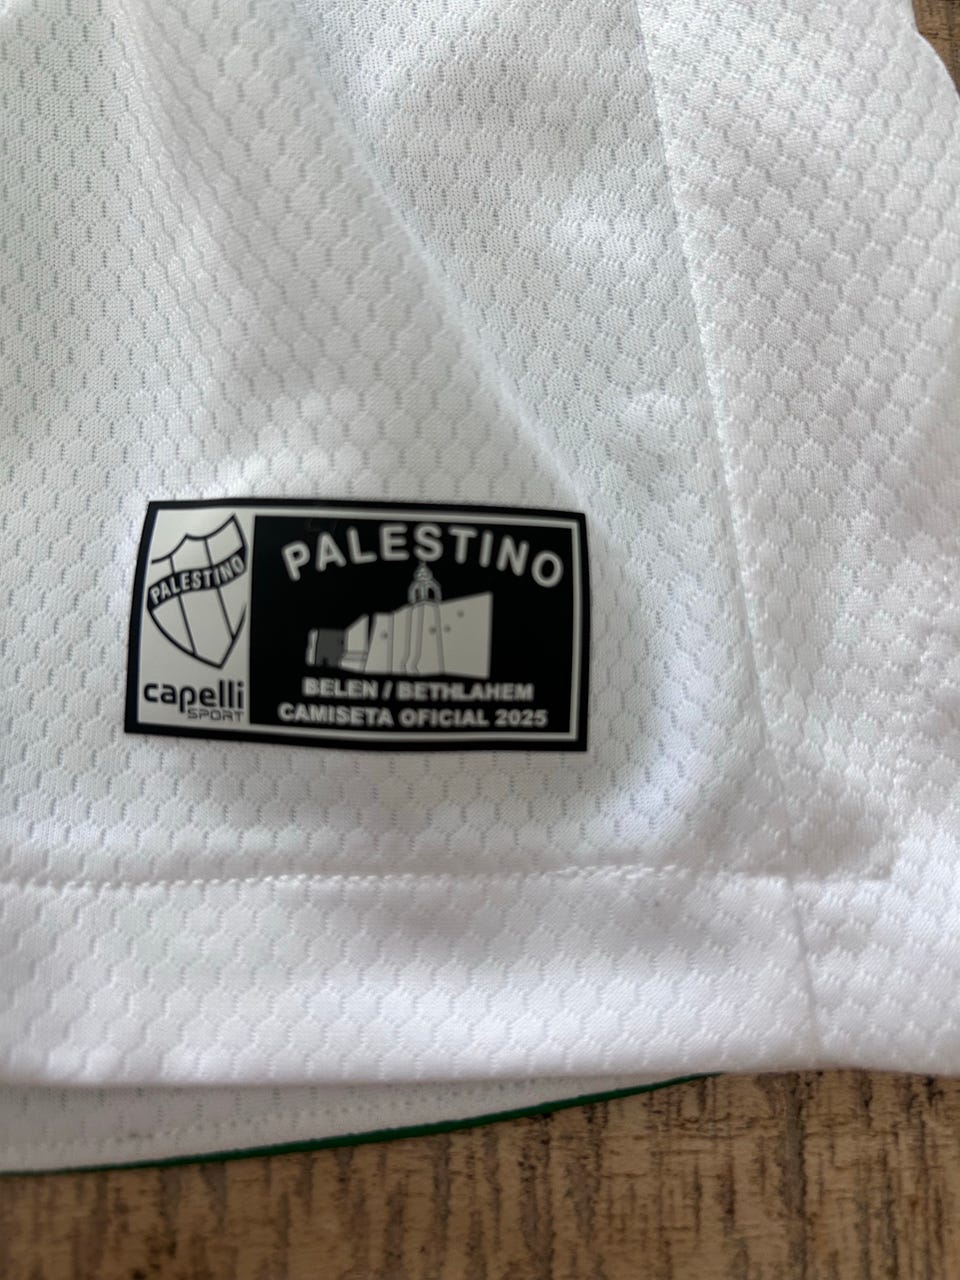 PALESTINO
capelli
SPORT
PALESTINO
BELEN / BETHLAHEM
CAMISETA OFICIAL 2025